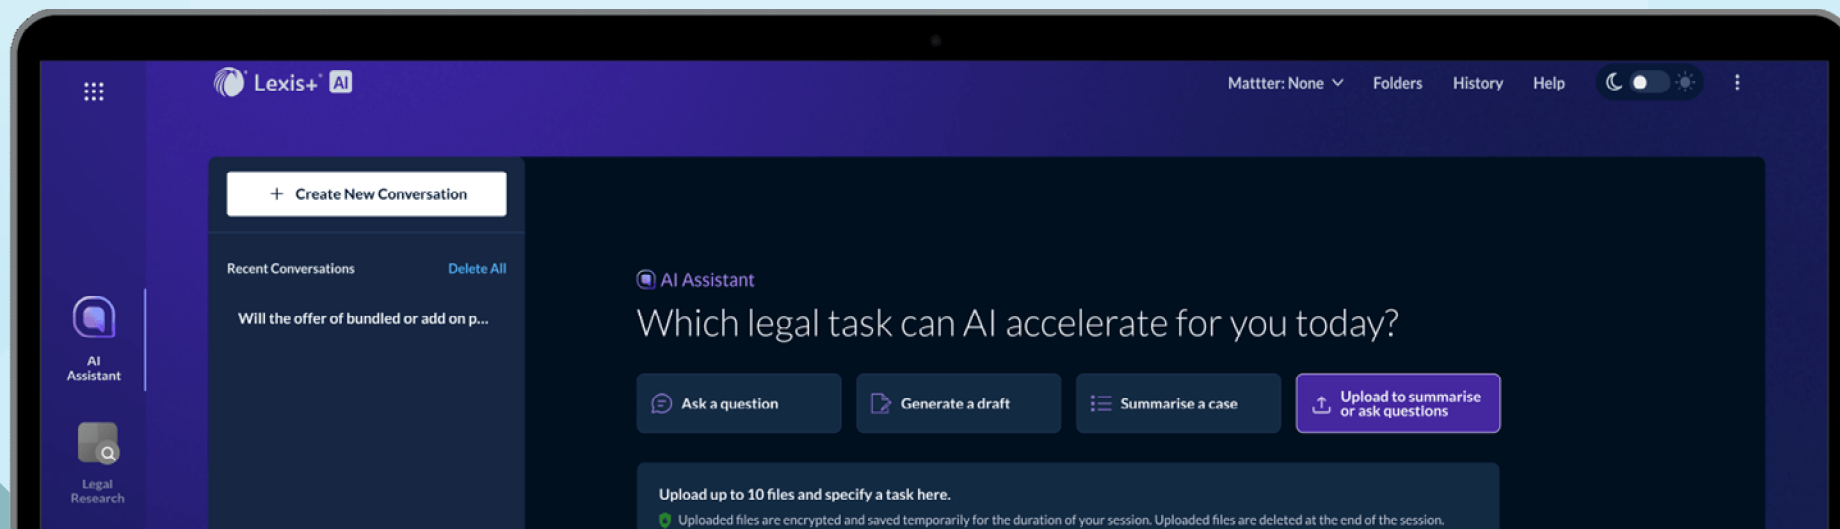 Lexis+ AI
Mattter: None
Folders
History
Help
+ Create New Conversation
Recent Conversations
Delete All
Will the offer of bundled or add on p...
AI
Assistant
Legal
Research
AI Assistant
Which legal task can AI accelerate for you today?
Ask a question
Generate a draft
Summarise a case
Upload to summarise
or ask questions
Upload up to 10 files and specify a task here.
Uploaded files are encrypted and saved temporarily for the duration of your session. Uploaded files are deleted at the end of the session.